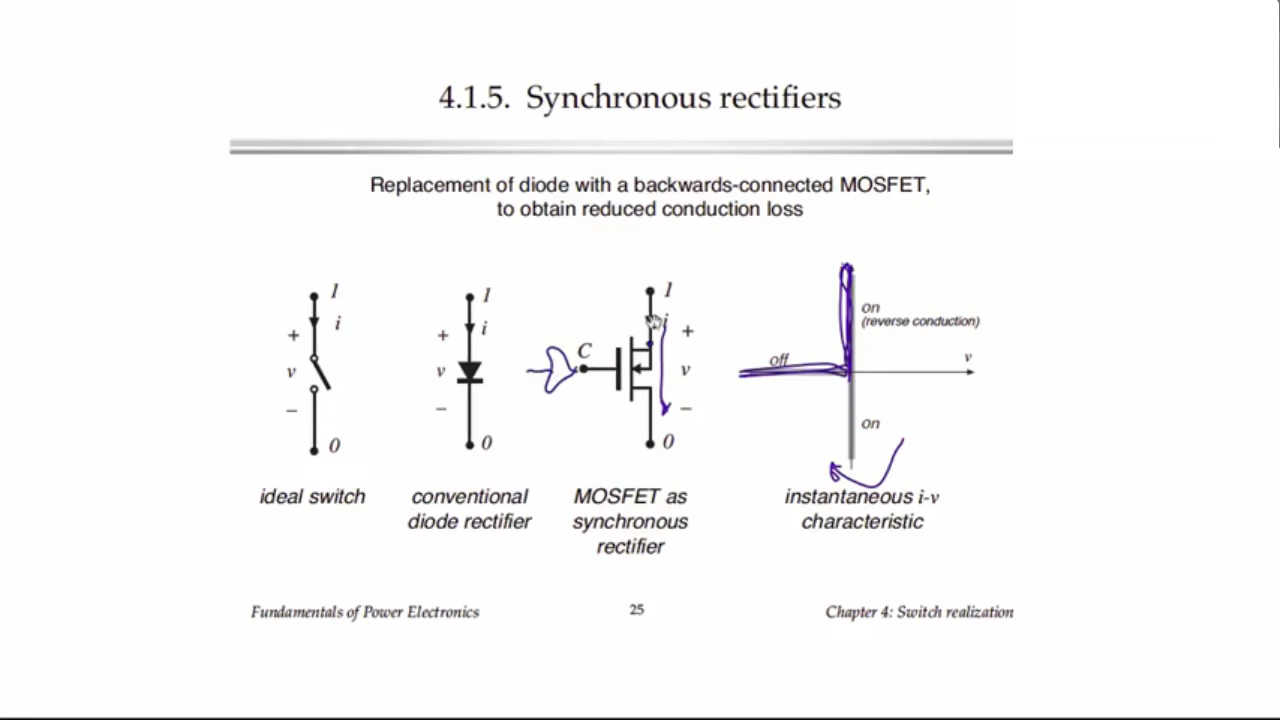 4.1.5. Synchronous rectifiers
Replacement of diode with a backwards-connected MOSFET,
to obtain reduced conduction loss
1
i
+
v
–
0
ideal switch
1
i
+
v
–
0
conventional
diode rectifier
1
i
C
+
v
–
0
MOSFET as
synchronous
rectifier
on
(reverse conduction)
off
v
on
instantaneous i-v
characteristic
Fundamentals of Power Electronics
25
Chapter 4: Switch realization